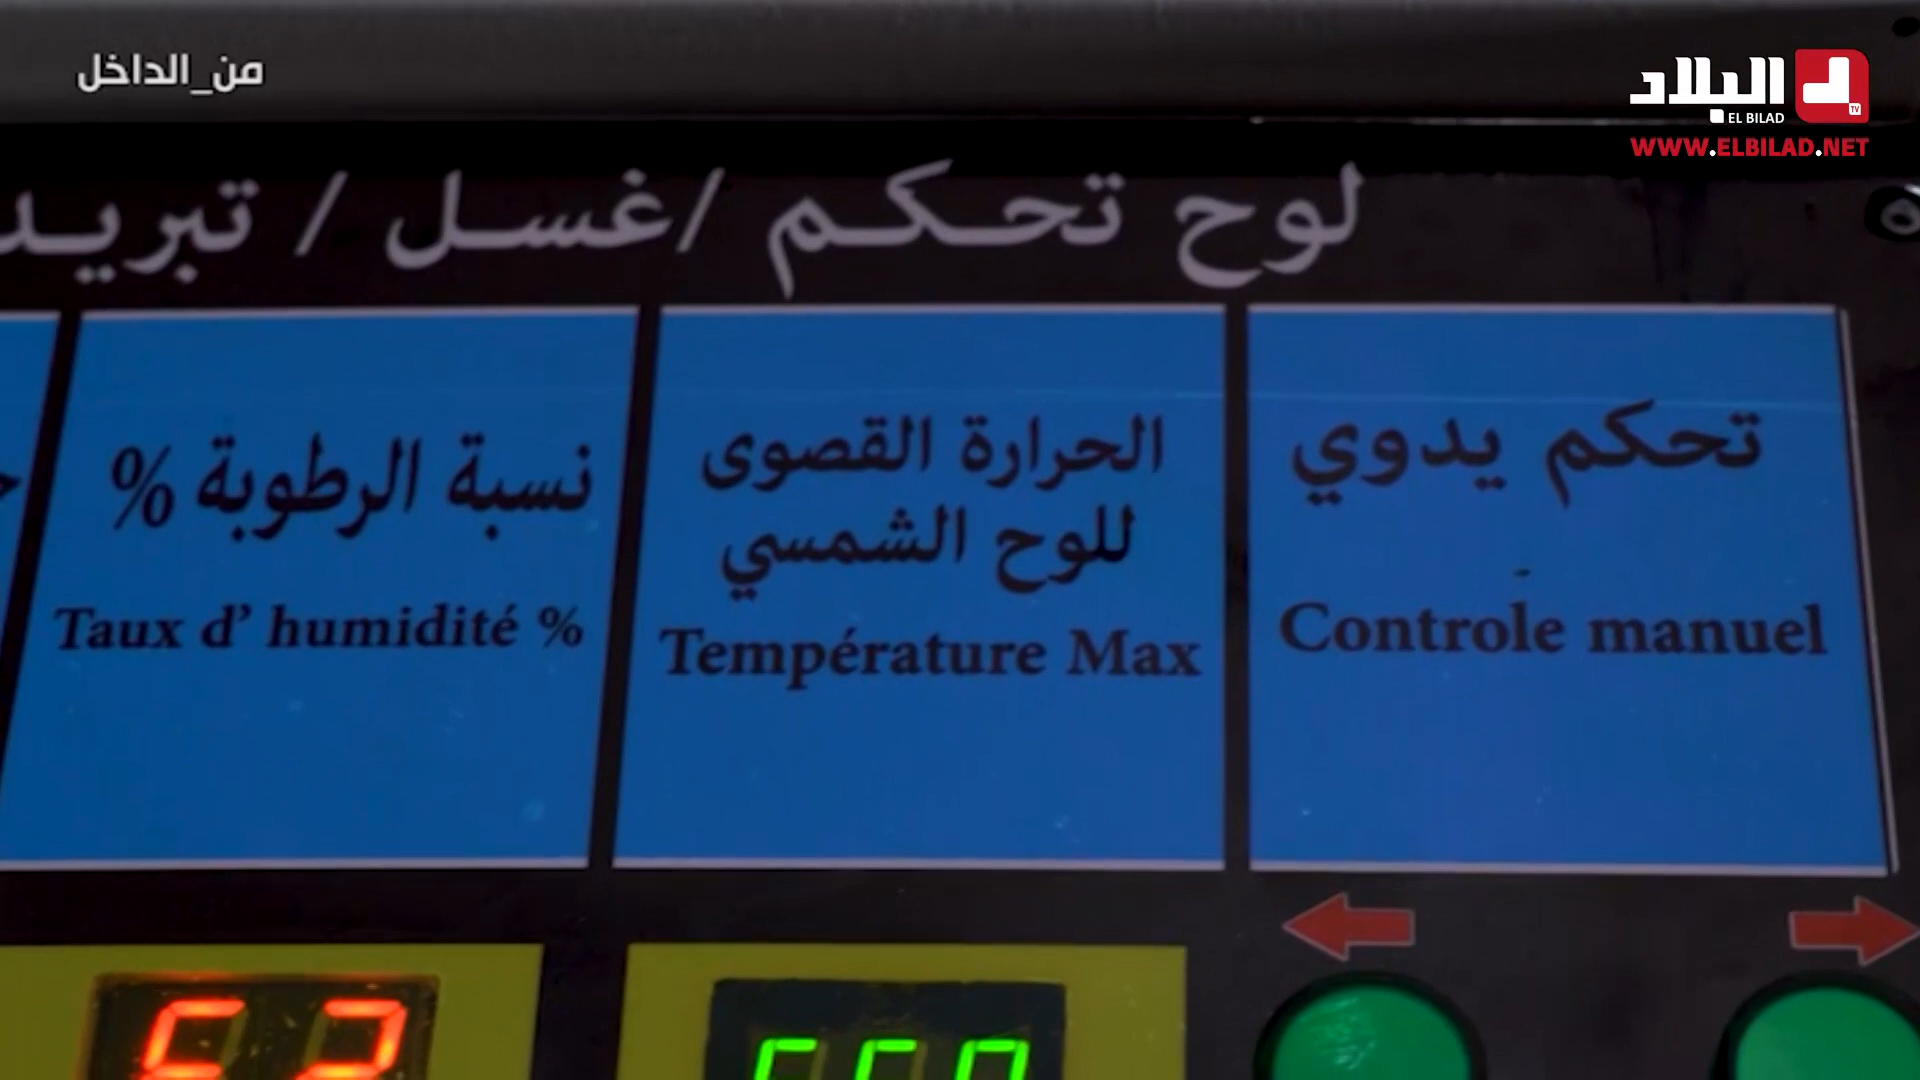 من_الداخل
البلاد
TV
EL BILAD
WWW.ELBILAD.NET
لوح تحكم /غسل / تبريد
تحكم يدوي
Controle manuel
الحرارة القصوى
للوح الشمسي
Température Max
نسبة الرطوبة %
Taux d’ humidité %